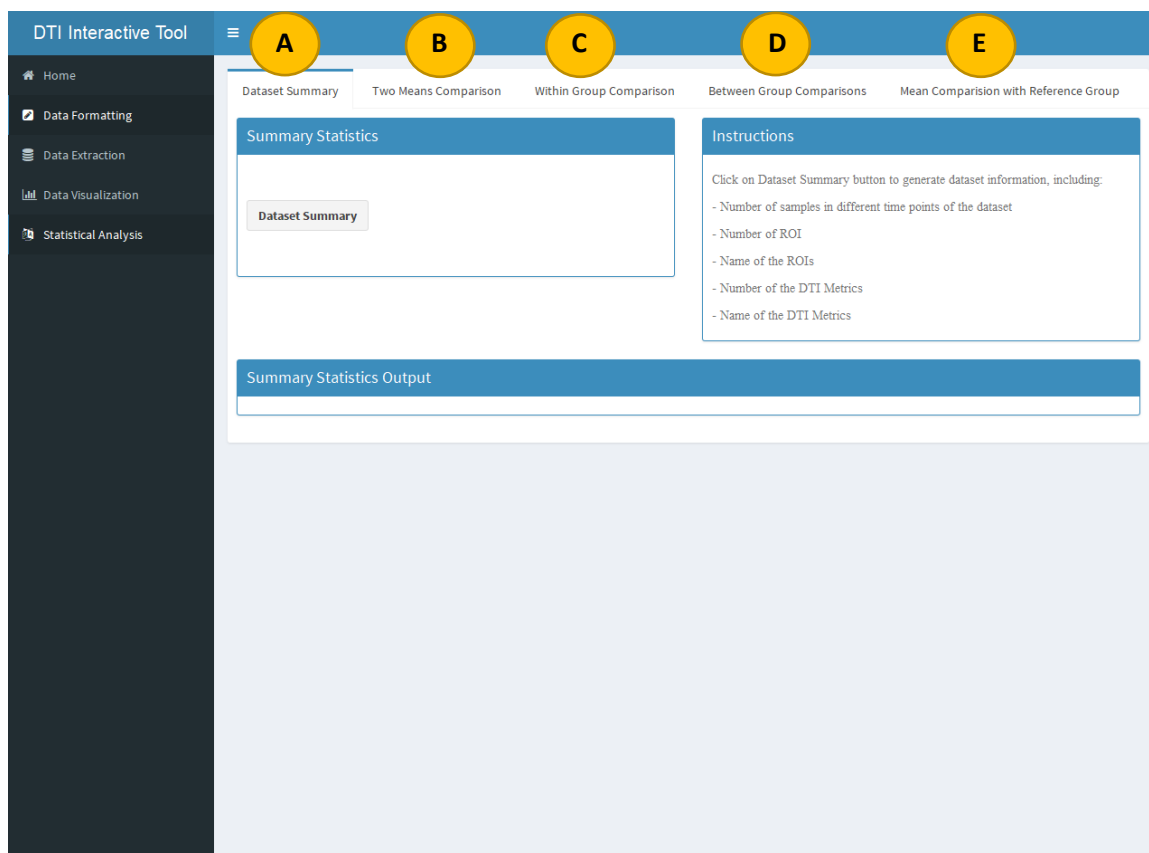 DTI Interactive Tool
A
B
C
D
E
Home
Data Formatting
Data Extraction
Data Visualization
Statistical Analysis
Dataset Summary
Two Means Comparison
Within Group Comparison
Between Group Comparisons
Mean Comparision with Reference Group
Summary Statistics
Dataset Summary
Instructions
Click on Dataset Summary button to generate dataset information, including:
- Number of samples in different time points of the dataset
- Number of ROI
- Name of the ROIs
- Number of the DTI Metrics
- Name of the DTI Metrics
Summary Statistics Output